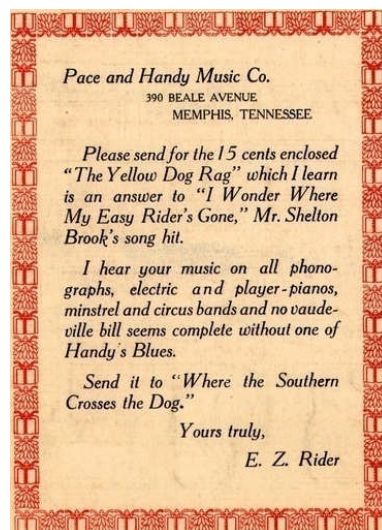 Pace and Handy Music Co.
390 BEALE AVENUE
MEMPHIS, TENNESSEE
Please send for the 15 cents enclosed
"The Yellow Dog Rag" which I learn
is an answer to "I Wonder Where
My Easy Rider's Gone," Mr. Shelton
Brook's song hit.
I hear your music on all phono-
graphs, electric and player-pianos,
minstrel and circus bands and no vaude-
ville bill seems complete without one of
Handy's Blues.
Send it to "Where the Southern
Crosses the Dog."
Yours truly,
E. Z. Rider